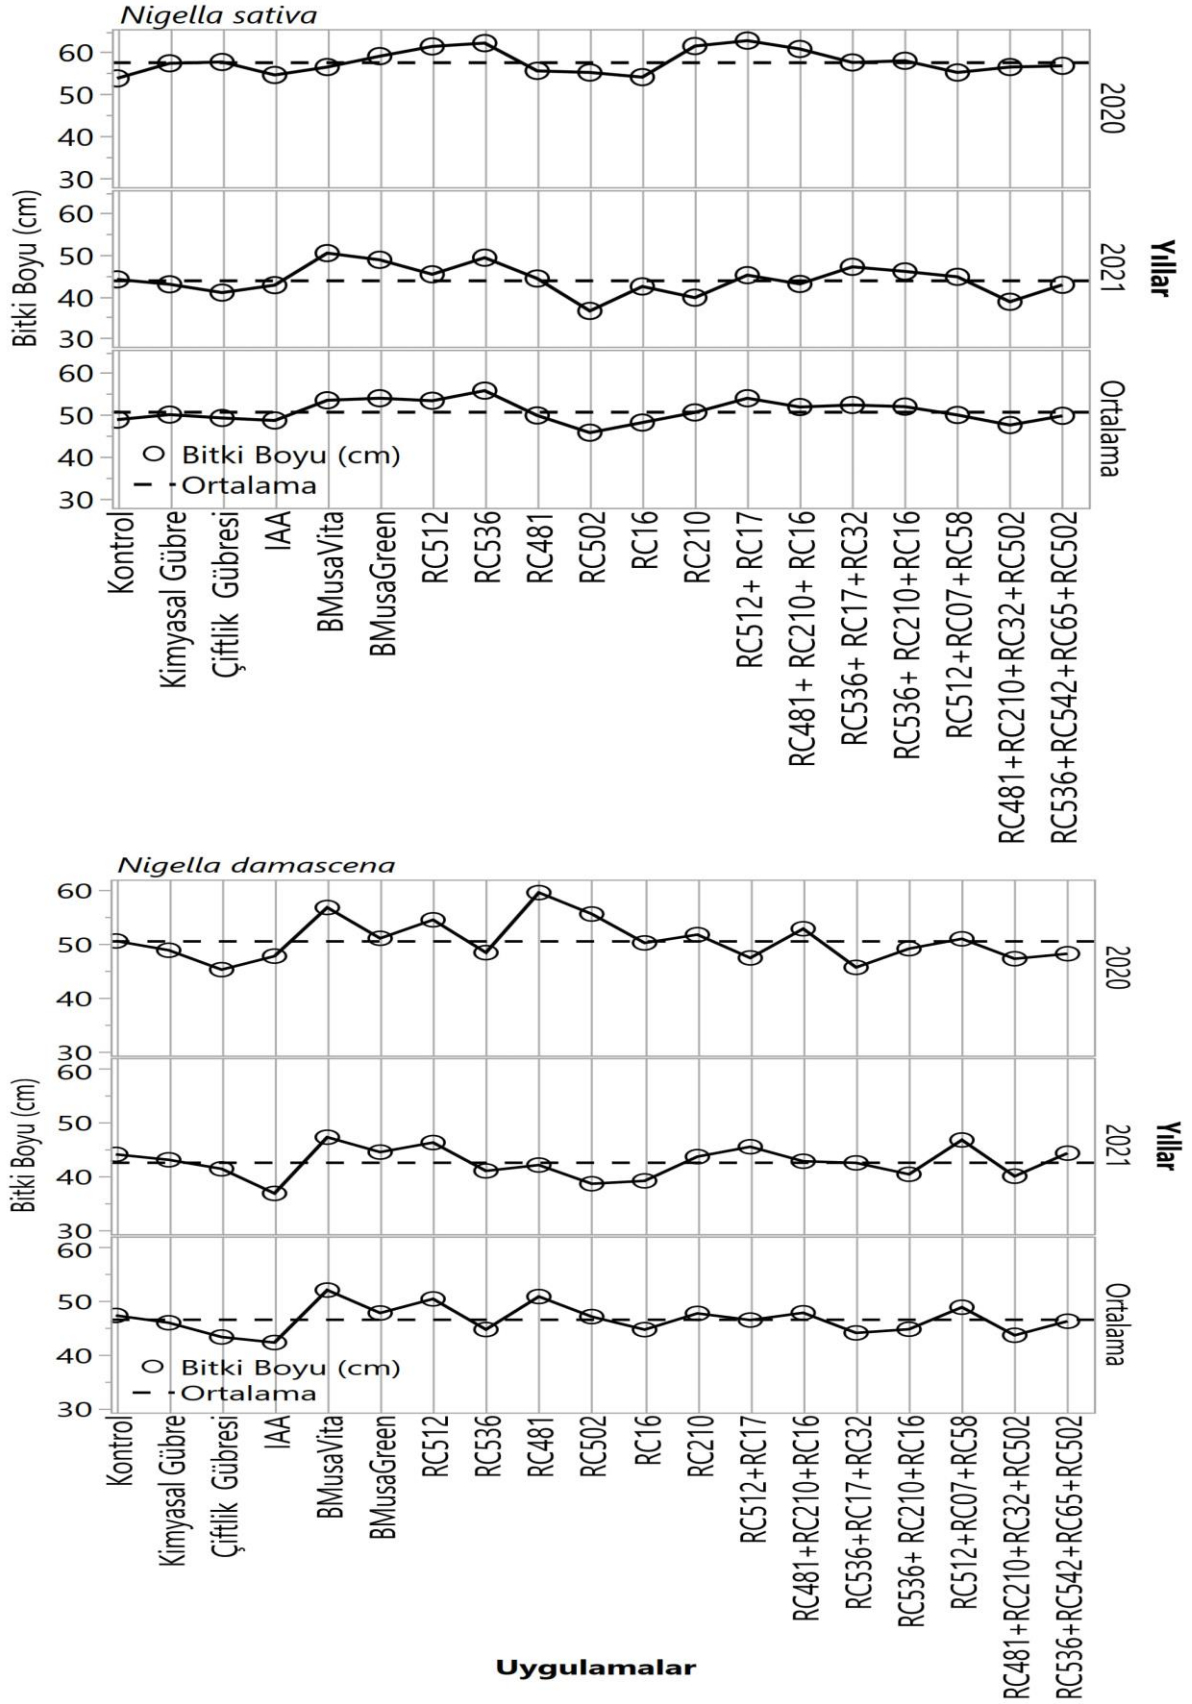 Nigella sativa
60
50
40
30
2020
60
50
40
30
2021
60
50
40
30
Ortalama
Bitki Boyu (cm)
Yıllar
Bitki Boyu (cm)
Ortalama
Kontrol
Kimyasal Gübre
Çiftlik Gübresi
IAA
BMusaVita
BMusaGreen
RC512
RC536
RC481
RC502
RC16
RC210
RC512+ RC17
RC481+ RC210+ RC16
RC536+ RC17+RC32
RC536+ RC210+RC16
RC512+RC07+RC58
RC481+RC210+RC32+RC502
RC536+RC542+RC65+RC502
Nigella damascena
60
50
40
30
2020
60
50
40
30
2021
60
50
40
30
Ortalama
Bitki Boyu (cm)
Yıllar
Bitki Boyu (cm)
Ortalama
Kontrol
Kimyasal Gübre
Çiftlik Gübresi
IAA
BMusaVita
BMusaGreen
RC512
RC536
RC481
RC502
RC16
RC210
RC512+RC17
RC481+RC210+RC16
RC536+RC17+RC32
RC536+ RC210+RC16
RC512+RC07+RC58
RC481+RC210+RC32+RC502
RC536+RC542+RC65+RC502
Uygulamalar